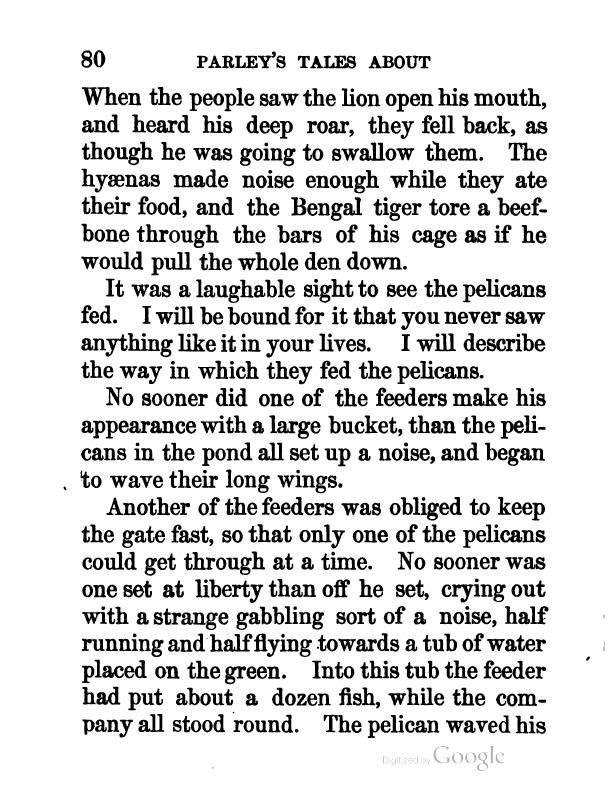 80 PARLEY'S TALES ABOUT
When the people saw the lion open his mouth,
and heard his deep roar, they fell back, as
though he was going to swallow them. The
hyænas made noise enough while they ate
their food, and the Bengal tiger tore a beef-
bone through the bars of his cage as if he
would pull the whole den down.
It was a laughable sight to see the pelicans
fed. I will be bound for it that you never saw
anything like it in your lives. I will describe
the way in which they fed the pelicans.
No sooner did one of the feeders make his
appearance with a large bucket, than the peli-
cans in the pond all set up a noise, and began
to wave their long wings.
Another of the feeders was obliged to keep
the gate fast, so that only one of the pelicans
could get through at a time. No sooner was
one set at liberty than off he set, crying out
with a strange gabbling sort of a noise, half
running and half flying towards a tub of water
placed on the green. Into this tub the feeder
had put about a dozen fish, while the com-
pany all stood round. The pelican waved his
Digitized by Google